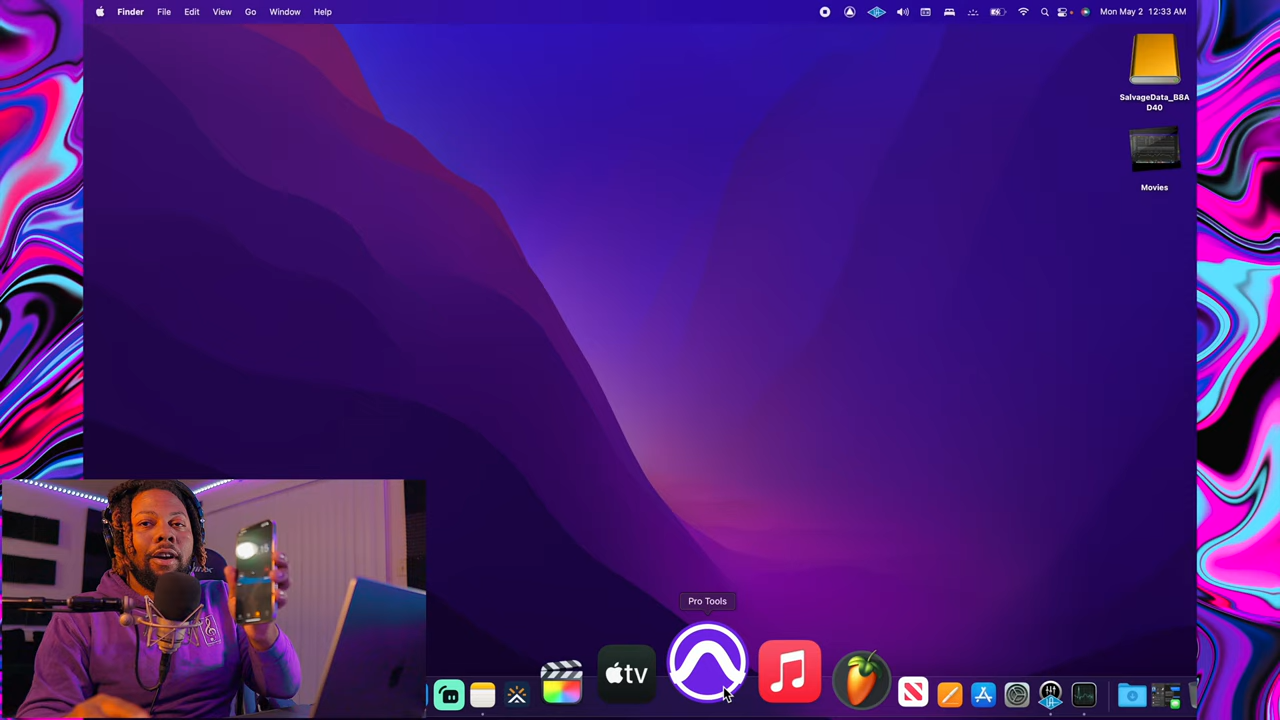 Finder File Edit View Go Window Help
Mon May 2 12:33 AM
SalvageData_B8A
D40
Movies
Pro Tools
tv